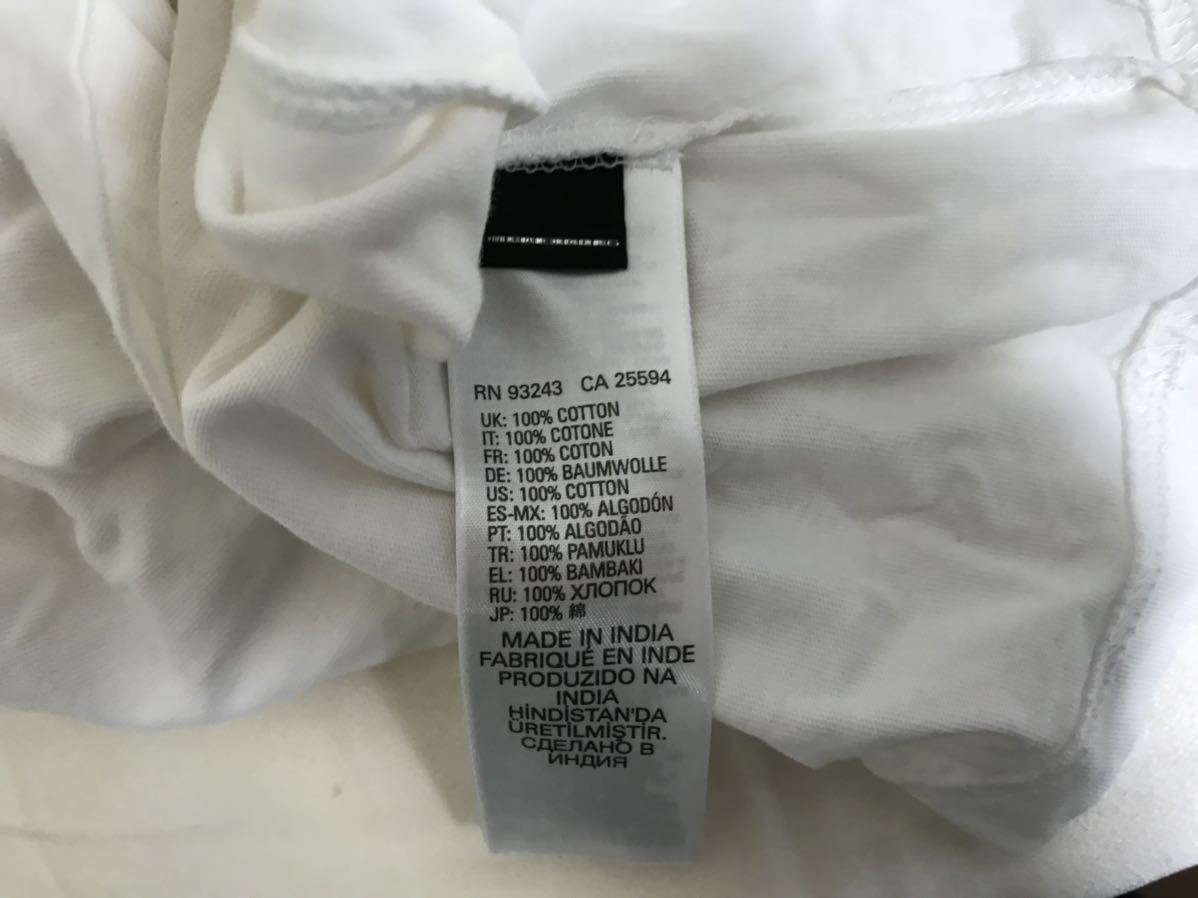 RN 93243 CA 25594
UK: 100% COTTON
IT: 100% COTONE
FR: 100% COTON
DE: 100% BAUMWOLLE
US: 100% COTTON
ES-MX: 100% ALGODÓN
PT: 100% ALGODÃO
TR: 100% PAMUKLU
EL: 100% BAMBAKI
RU: 100% ХЛОПОК
JP: 100% 綿
MADE IN INDIA
FABRIQUÉ EN INDE
PRODUZIDO NA
INDIA
HİNDİSTAN'DA
ÜRETİLMİŞTİR.
СДЕЛАНО В
ИНДИЯ